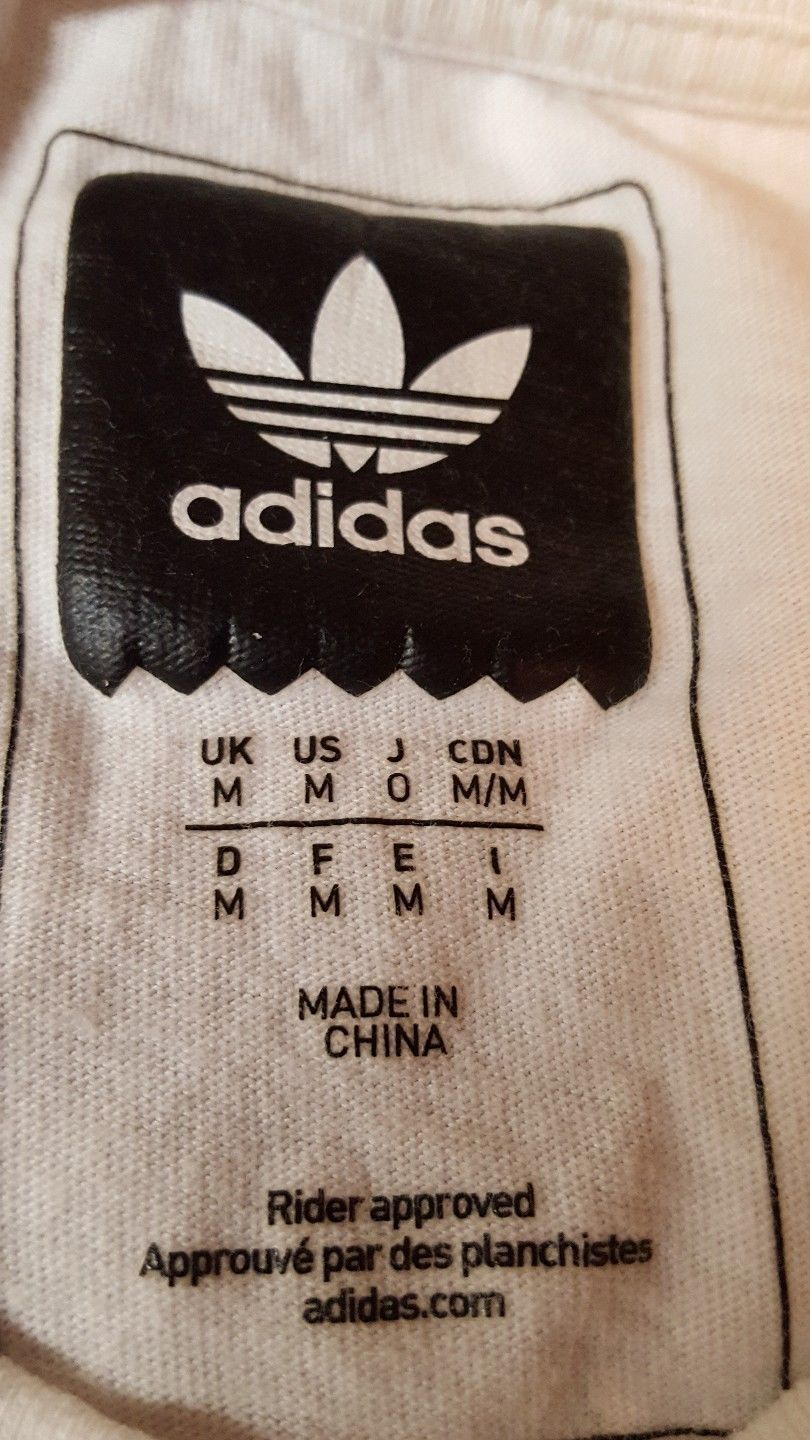 adidas
UK US J CDN
M M O M/M
D F E I
M M M M
MADE IN
CHINA
Rider approved
Approuvé par des planchistes
adidas.com